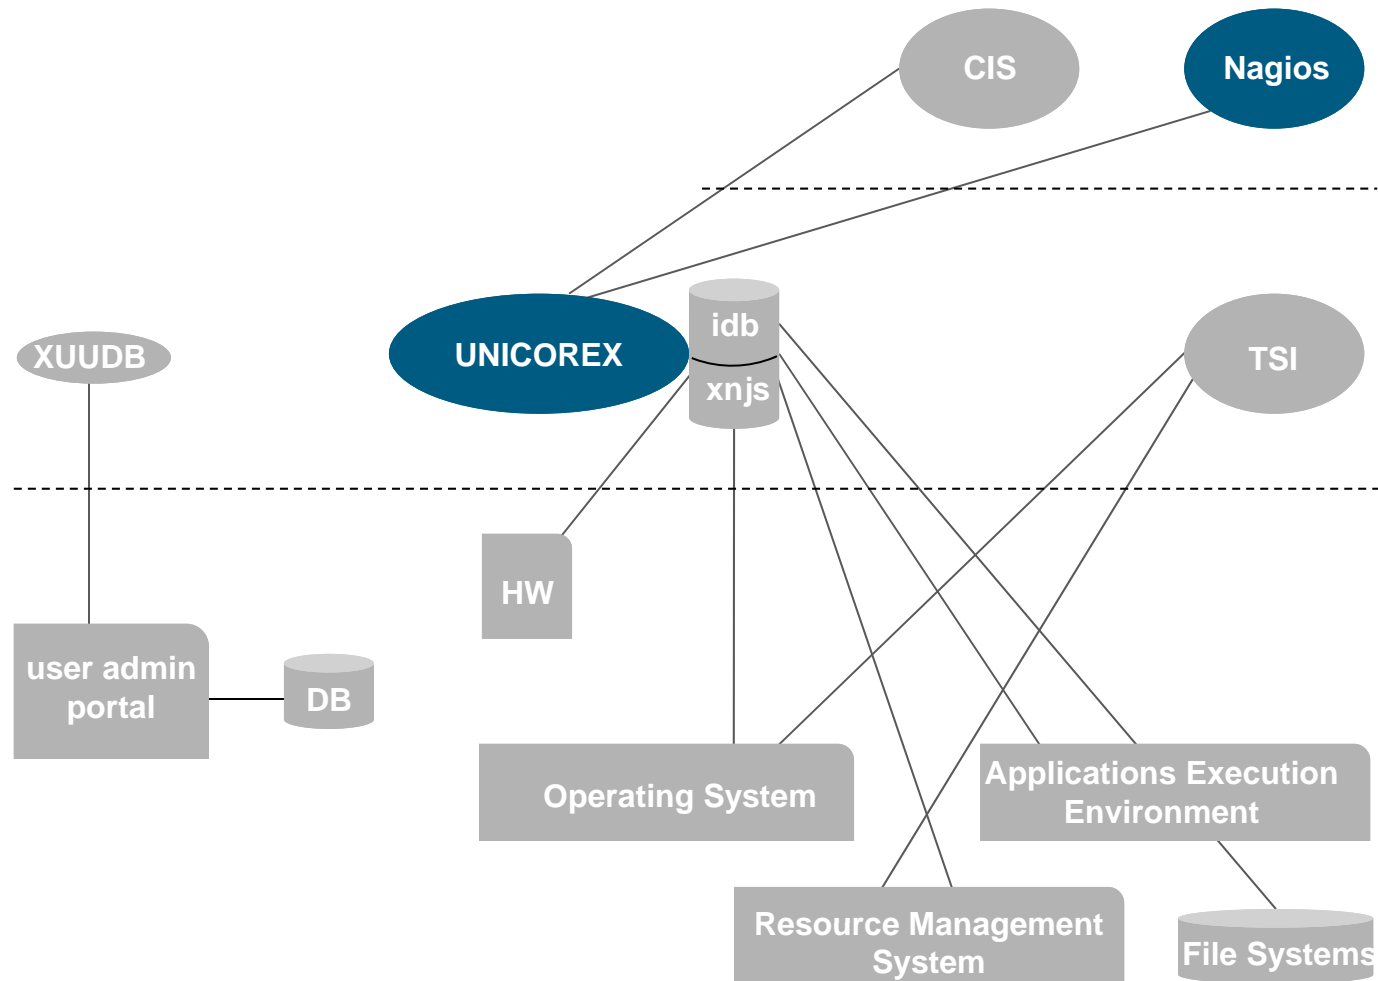 CIS
Nagios
idb
XUUDB
UNICOREX
TSI
xnjs
HW
user admin
portal
DB
Operating System
Applications Execution
Environment
Resource Management
System
File Systems